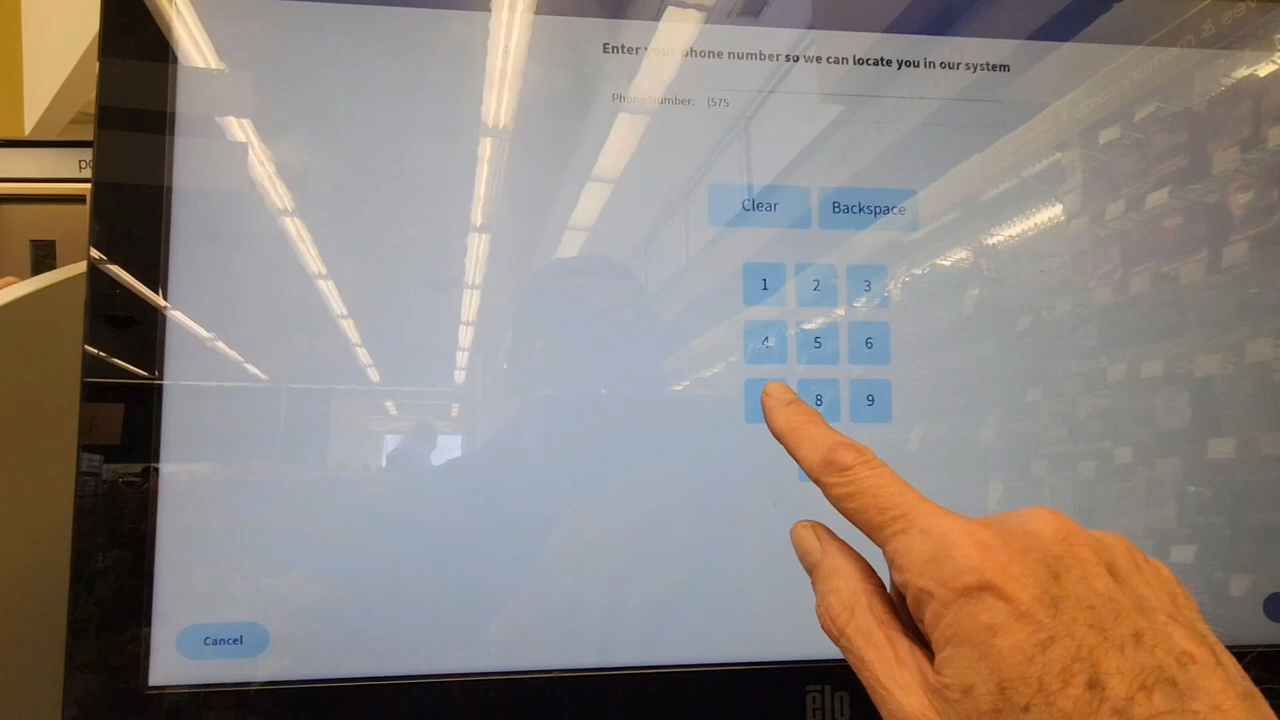 Enter your phone number so we can locate you in our system
Phone Number: (575
Clear Backspace
1 2 3
4 5 6
8 9
Cancel
elo